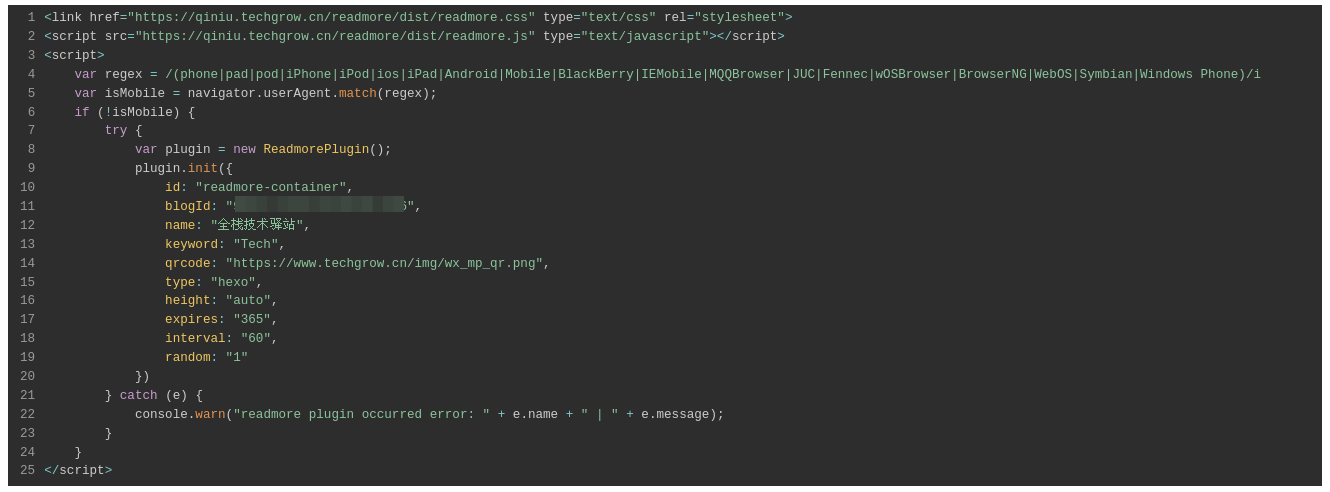 1 <link href="https://qiniu.techgrow.cn/readmore/dist/readmore.css" type="text/css" rel="stylesheet">
2 <script src="https://qiniu.techgrow.cn/readmore/dist/readmore.js" type="text/javascript"></script>
3 <script>
4     var regex = /(phone|pad|pod|iPhone|iPod|ios|iPad|Android|Mobile|BlackBerry|IEMobile|MQQBrowser|JUC|Fennec|wOSBrowser|BrowserNG|WebOS|Symbian|Windows Phone)/i
5     var isMobile = navigator.userAgent.match(regex);
6     if (!isMobile) {
7         try {
8             var plugin = new ReadmorePlugin();
9             plugin.init({
10                 id: "readmore-container",
11                 blogId: "
12                 name: "全栈技术驿站",
13                 keyword: "Tech",
14                 qrcode: "https://www.techgrow.cn/img/wx_mp_qr.png",
15                 type: "hexo",
16                 height: "auto",
17                 expires: "365",
18                 interval: "60",
19                 random: "1"
20             })
21         } catch (e) {
22             console.warn("readmore plugin occurred error: " + e.name + " | " + e.message);
23         }
24     }
25 </script>